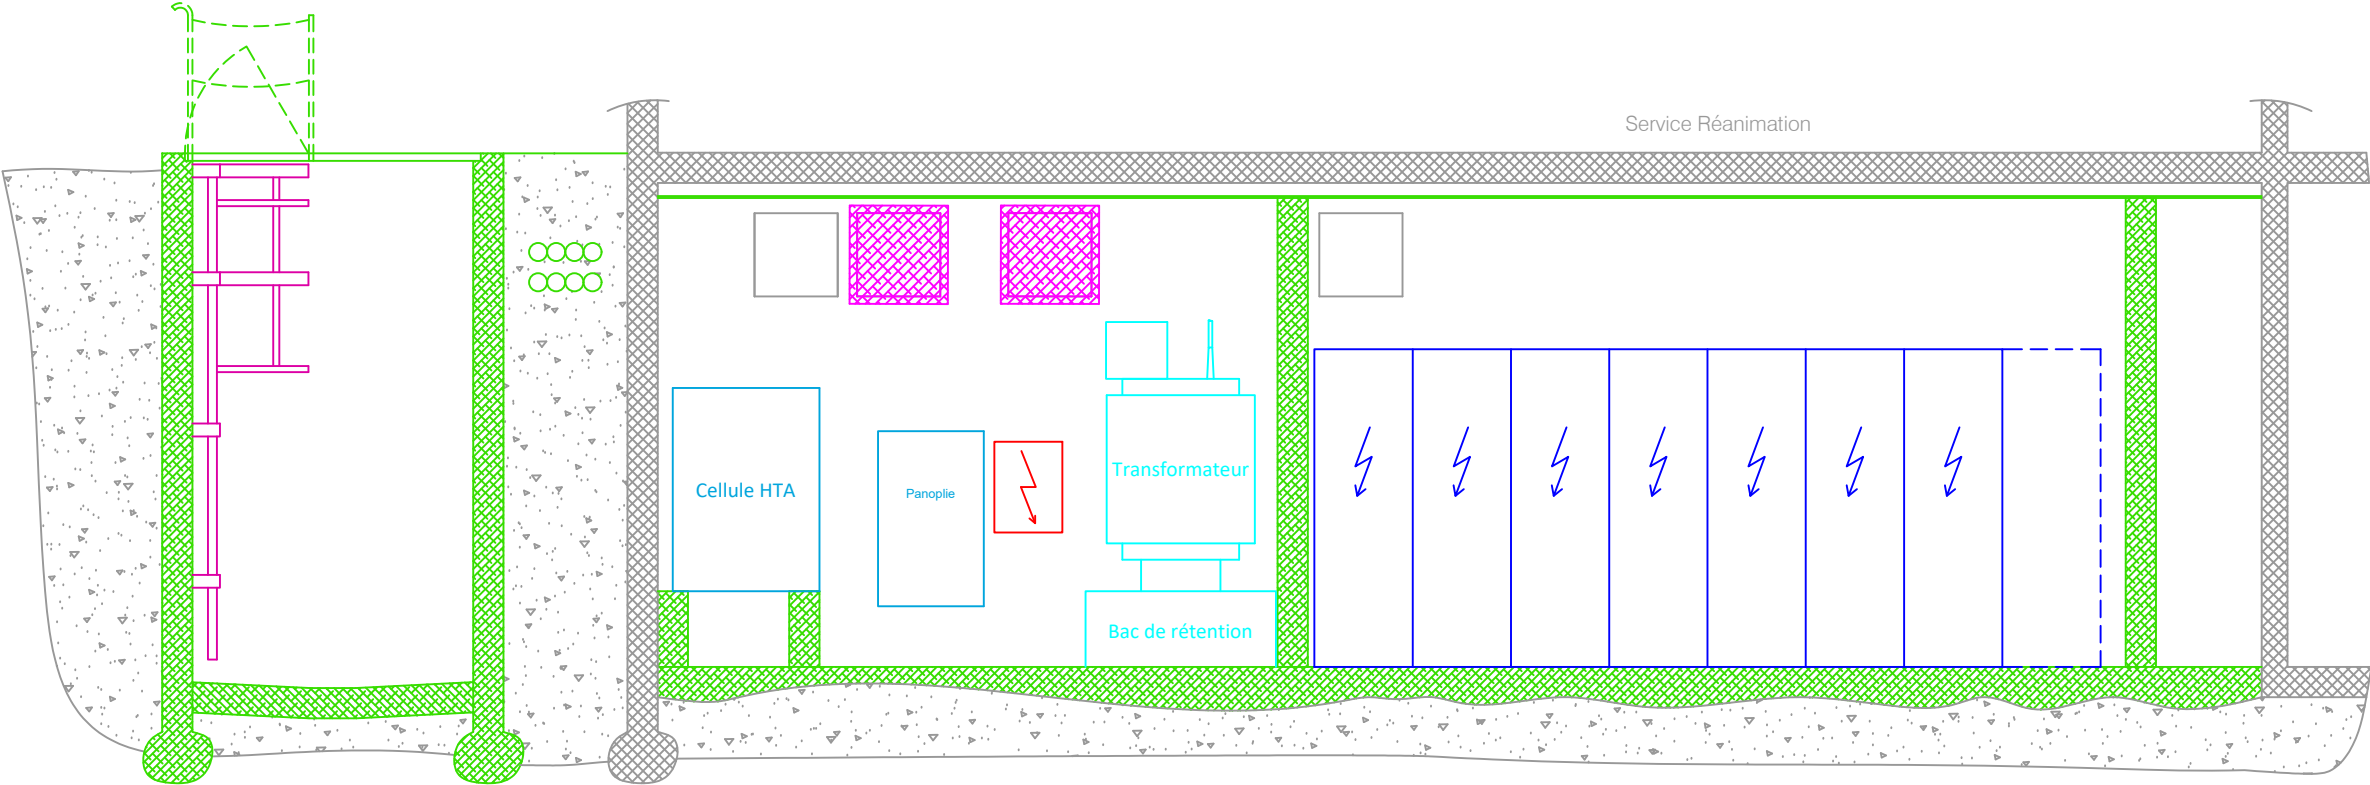 Service Réanimation
Transformateur
Cellule HTA
Panoplie
Bac de rétention